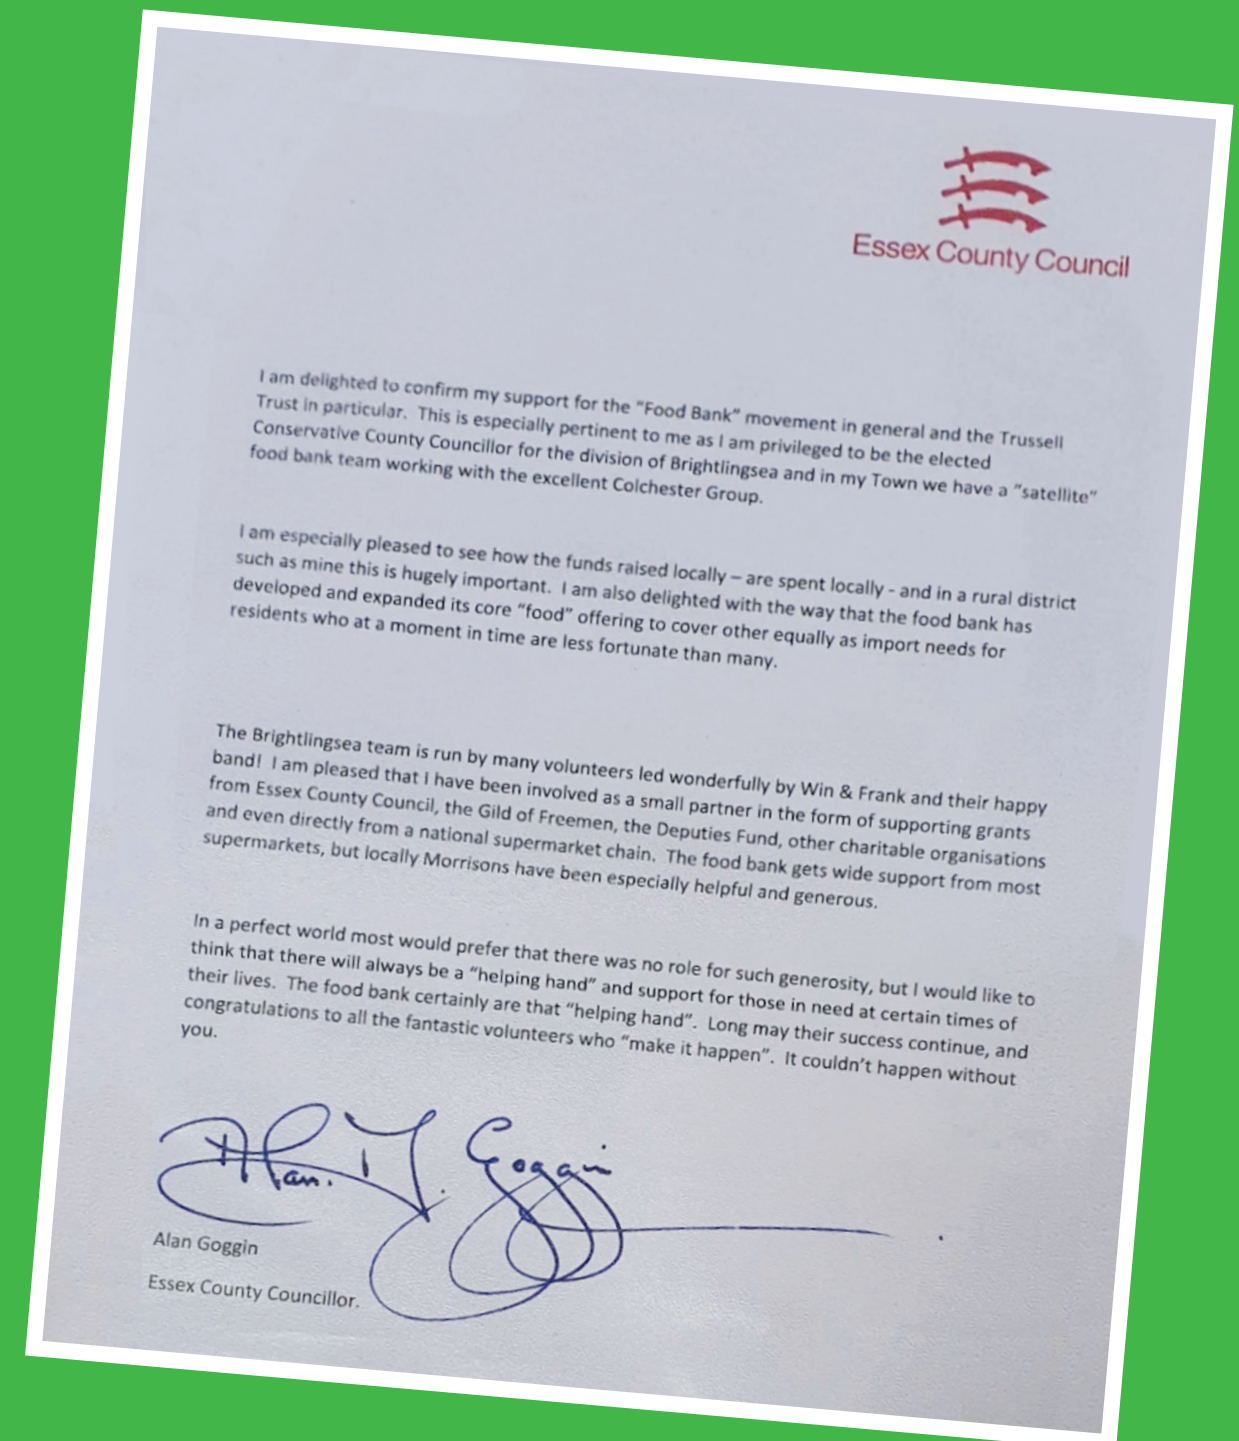 Essex County Council
I am delighted to confirm my support for the “Food Bank” movement in general and the Trussell
Trust in particular. This is especially pertinent to me as I am privileged to be the elected
Conservative County Councillor for the division of Brightlingsea and in my Town we have a “satellite”
food bank team working with the excellent Colchester Group.
I am especially pleased to see how the funds raised locally – are spent locally - and in a rural district
such as mine this is hugely important. I am also delighted with the way that the food bank has
developed and expanded its core “food” offering to cover other equally as import needs for
residents who at a moment in time are less fortunate than many.
The Brightlingsea team is run by many volunteers led wonderfully by Win & Frank and their happy
band! I am pleased that I have been involved as a small partner in the form of supporting grants
from Essex County Council, the Gild of Freemen, the Deputies Fund, other charitable organisations
and even directly from a national supermarket chain. The food bank gets wide support from most
supermarkets, but locally Morrisons have been especially helpful and generous.
In a perfect world most would prefer that there was no role for such generosity, but I would like to
think that there will always be a “helping hand” and support for those in need at certain times of
their lives. The food bank certainly are that “helping hand”. Long may their success continue, and
congratulations to all the fantastic volunteers who “make it happen”. It couldn’t happen without
you.
Alan. J. Goggin
Alan Goggin
Essex County Councillor.